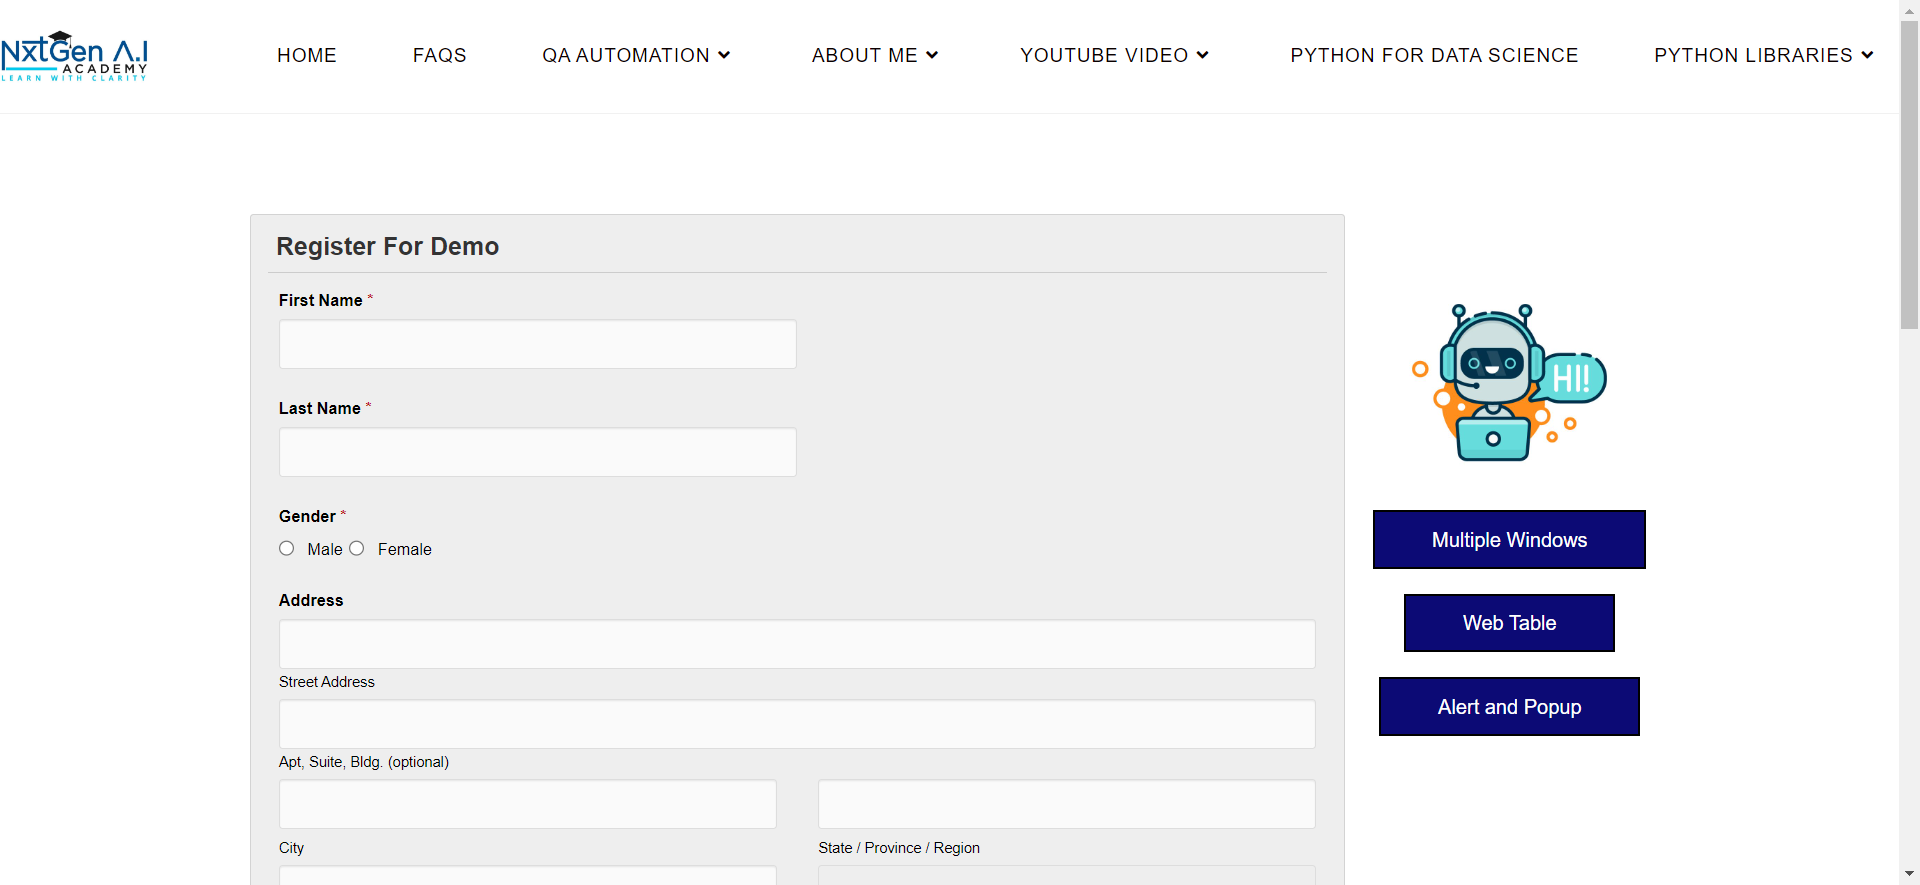 NxtGen A.I
ACADEMY
LEARN WITH CLARITY
HOME
FAQS
QA AUTOMATION
ABOUT ME
YOUTUBE VIDEO
PYTHON FOR DATA SCIENCE
PYTHON LIBRARIES
Register For Demo
First Name *
Last Name *
Gender *
Male Female
Address
Street Address
Apt, Suite, Bldg. (optional)
City
State / Province / Region
HI!
Multiple Windows
Web Table
Alert and Popup